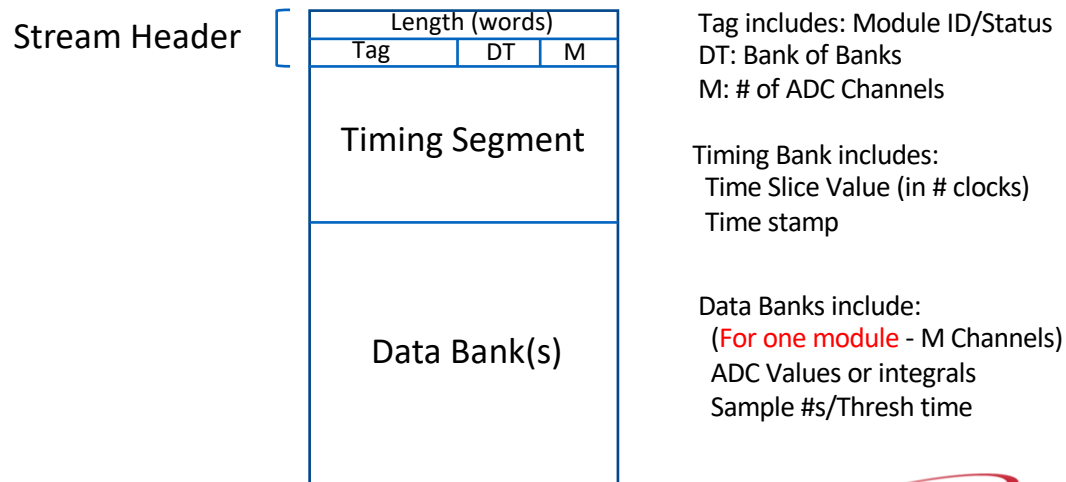 Stream Header
Length (words)
Tag DT M
Timing Segment
Data Bank(s)
Tag includes: Module ID/Status
DT: Bank of Banks
M: # of ADC Channels
Timing Bank includes:
Time Slice Value (in # clocks)
Time stamp
Data Banks include:
(For one module - M Channels)
ADC Values or integrals
Sample #s/Thresh time